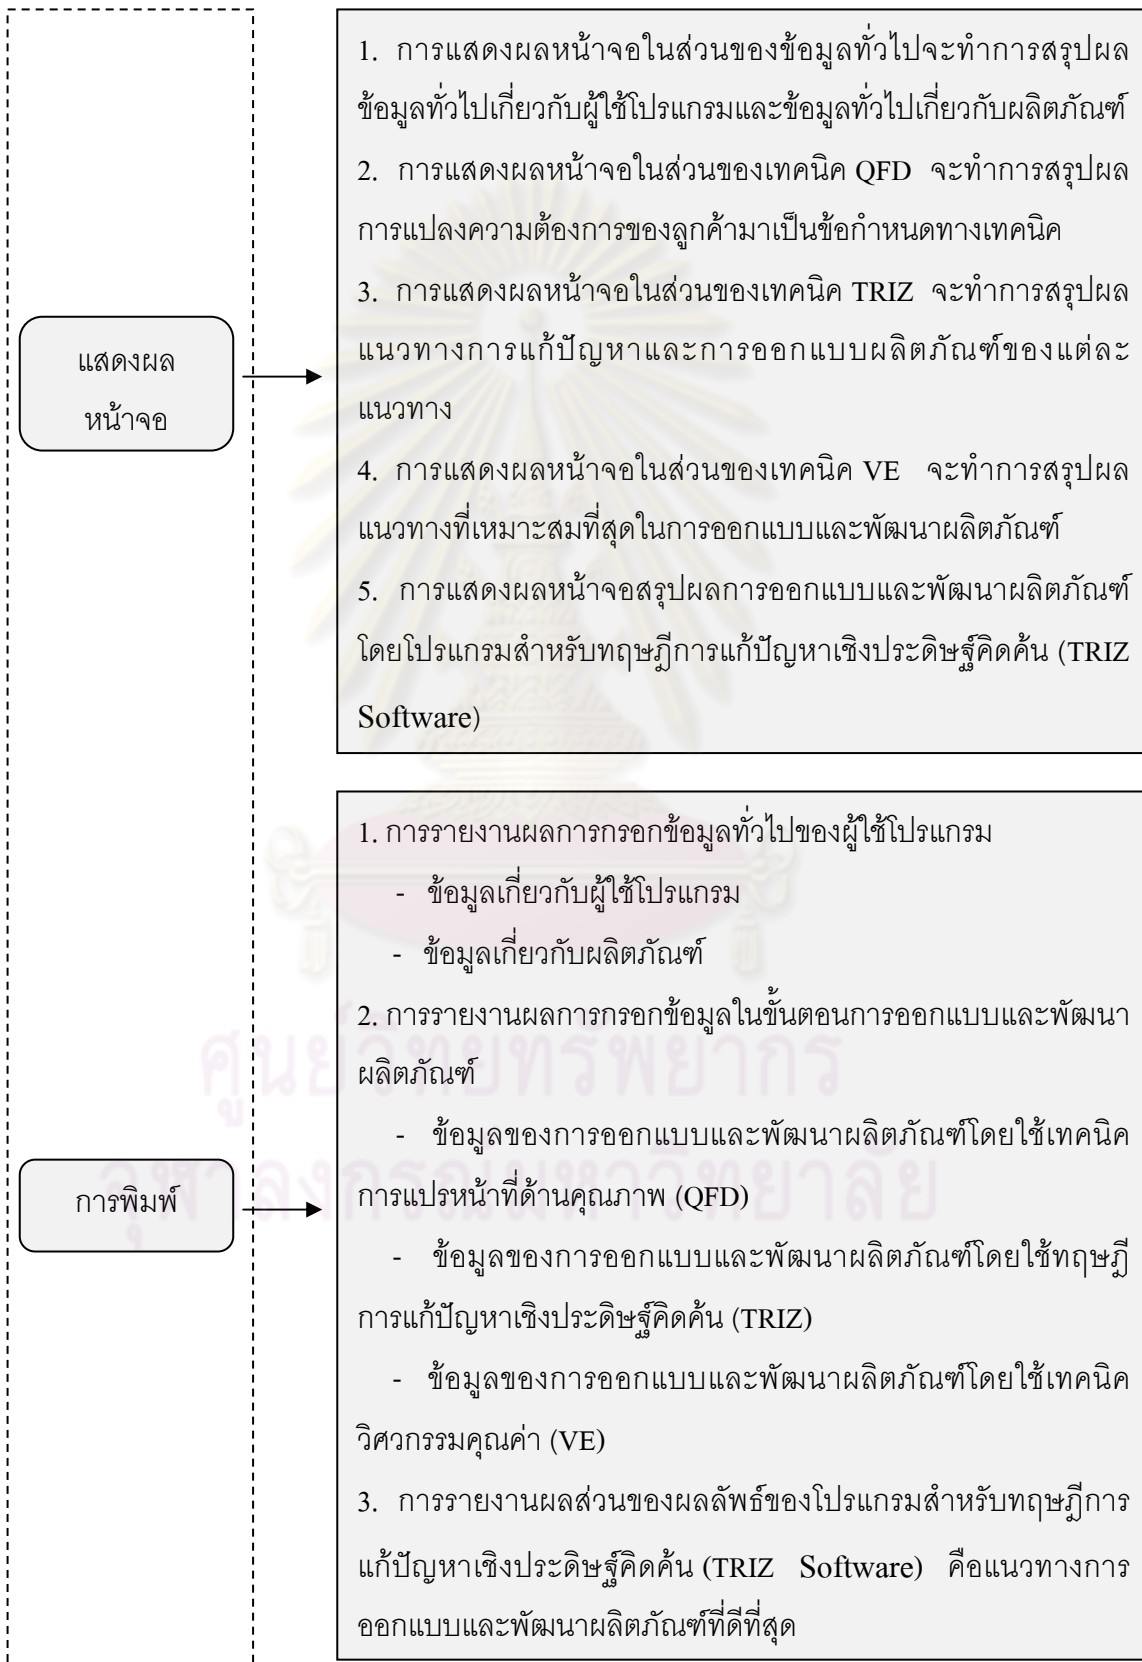 1. การแสดงผลหน้าจอในส่วนของข้อมูลทั่วไปจะทำการสรุปผล
ข้อมูลทั่วไปเกี่ยวกับผู้ใช้โปรแกรมและข้อมูลทั่วไปเกี่ยวกับผลิตภัณฑ์
2. การแสดงผลหน้าจอในส่วนของเทคนิค QFD จะทำการสรุปผล
การแปลงความต้องการของลูกค้ามาเป็นข้อกำหนดทางเทคนิค
3. การแสดงผลหน้าจอในส่วนของเทคนิค TRIZ จะทำการสรุปผล
แนวทางการแก้ปัญหาและการออกแบบผลิตภัณฑ์ของแต่ละ
แนวทาง
4. การแสดงผลหน้าจอในส่วนของเทคนิค VE จะทำการสรุปผล
แนวทางที่เหมาะสมที่สุดในการออกแบบและพัฒนาผลิตภัณฑ์
5. การแสดงผลหน้าจอสรุปผลการออกแบบและพัฒนาผลิตภัณฑ์
โดยโปรแกรมสำหรับทฤษฎีการแก้ปัญหาเชิงประดิษฐ์คิดค้น (TRIZ
Software)
แสดงผล
หน้าจอ
1. การรายงานผลการกรอกข้อมูลทั่วไปของผู้ใช้โปรแกรม
- ข้อมูลเกี่ยวกับผู้ใช้โปรแกรม
- ข้อมูลเกี่ยวกับผลิตภัณฑ์
2. การรายงานผลการกรอกข้อมูลในขั้นตอนการออกแบบและพัฒนา
ผลิตภัณฑ์
- ข้อมูลของการออกแบบและพัฒนาผลิตภัณฑ์โดยใช้เทคนิค
การแปรหน้าที่ด้านคุณภาพ (QFD)
- ข้อมูลของการออกแบบและพัฒนาผลิตภัณฑ์โดยใช้ทฤษฎี
การแก้ปัญหาเชิงประดิษฐ์คิดค้น (TRIZ)
- ข้อมูลของการออกแบบและพัฒนาผลิตภัณฑ์โดยใช้เทคนิค
วิศวกรรมคุณค่า (VE)
3. การรายงานผลส่วนของผลลัพธ์ของโปรแกรมสำหรับทฤษฎีการ
แก้ปัญหาเชิงประดิษฐ์คิดค้น (TRIZ Software) คือแนวทางการ
ออกแบบและพัฒนาผลิตภัณฑ์ที่ดีที่สุด
การพิมพ์
ศูนย์วิทยทรัพยากร
จุฬาลงกรณ์มหาวิทยาลัย